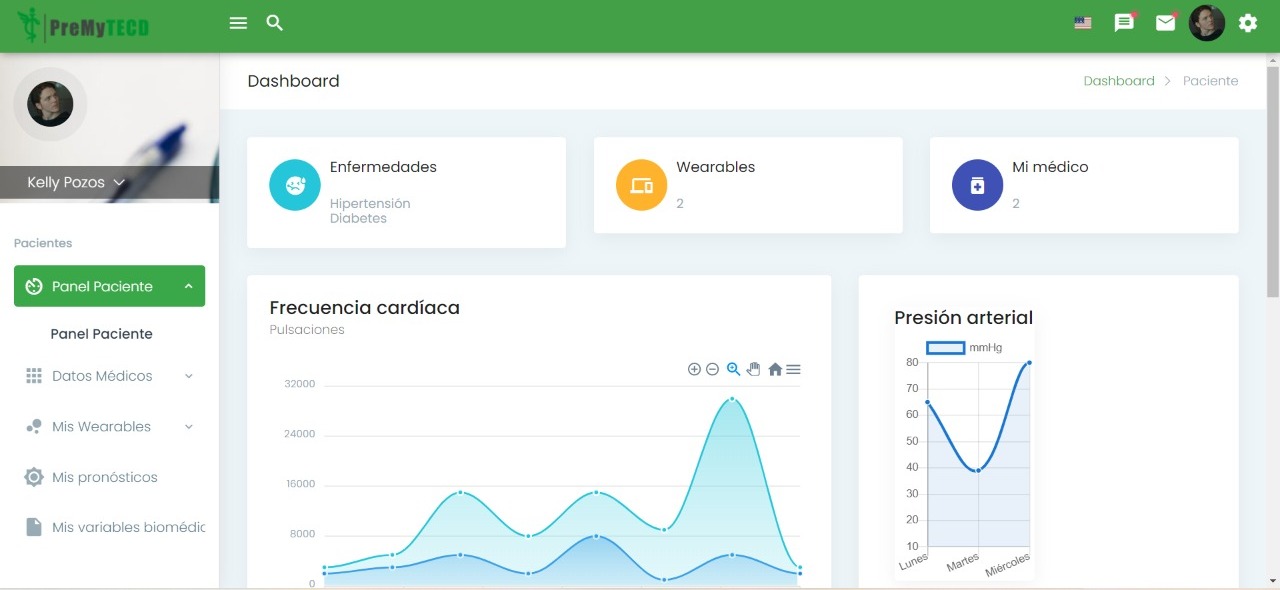 PreMyTECD
Dashboard
Dashboard > Paciente
Kelly Pozos
Pacientes
Panel Paciente
Panel Paciente
Datos Médicos
Mis Wearables
Mis pronósticos
Mis variables biomédic
Enfermedades
Hipertensión
Diabetes
Wearables
2
Mi médico
2
Frecuencia cardíaca
Pulsaciones
32000
24000
16000
8000
0
Presión arterial
mmHg
80
70
60
50
40
30
20
10
Lunes
Martes
Miércoles